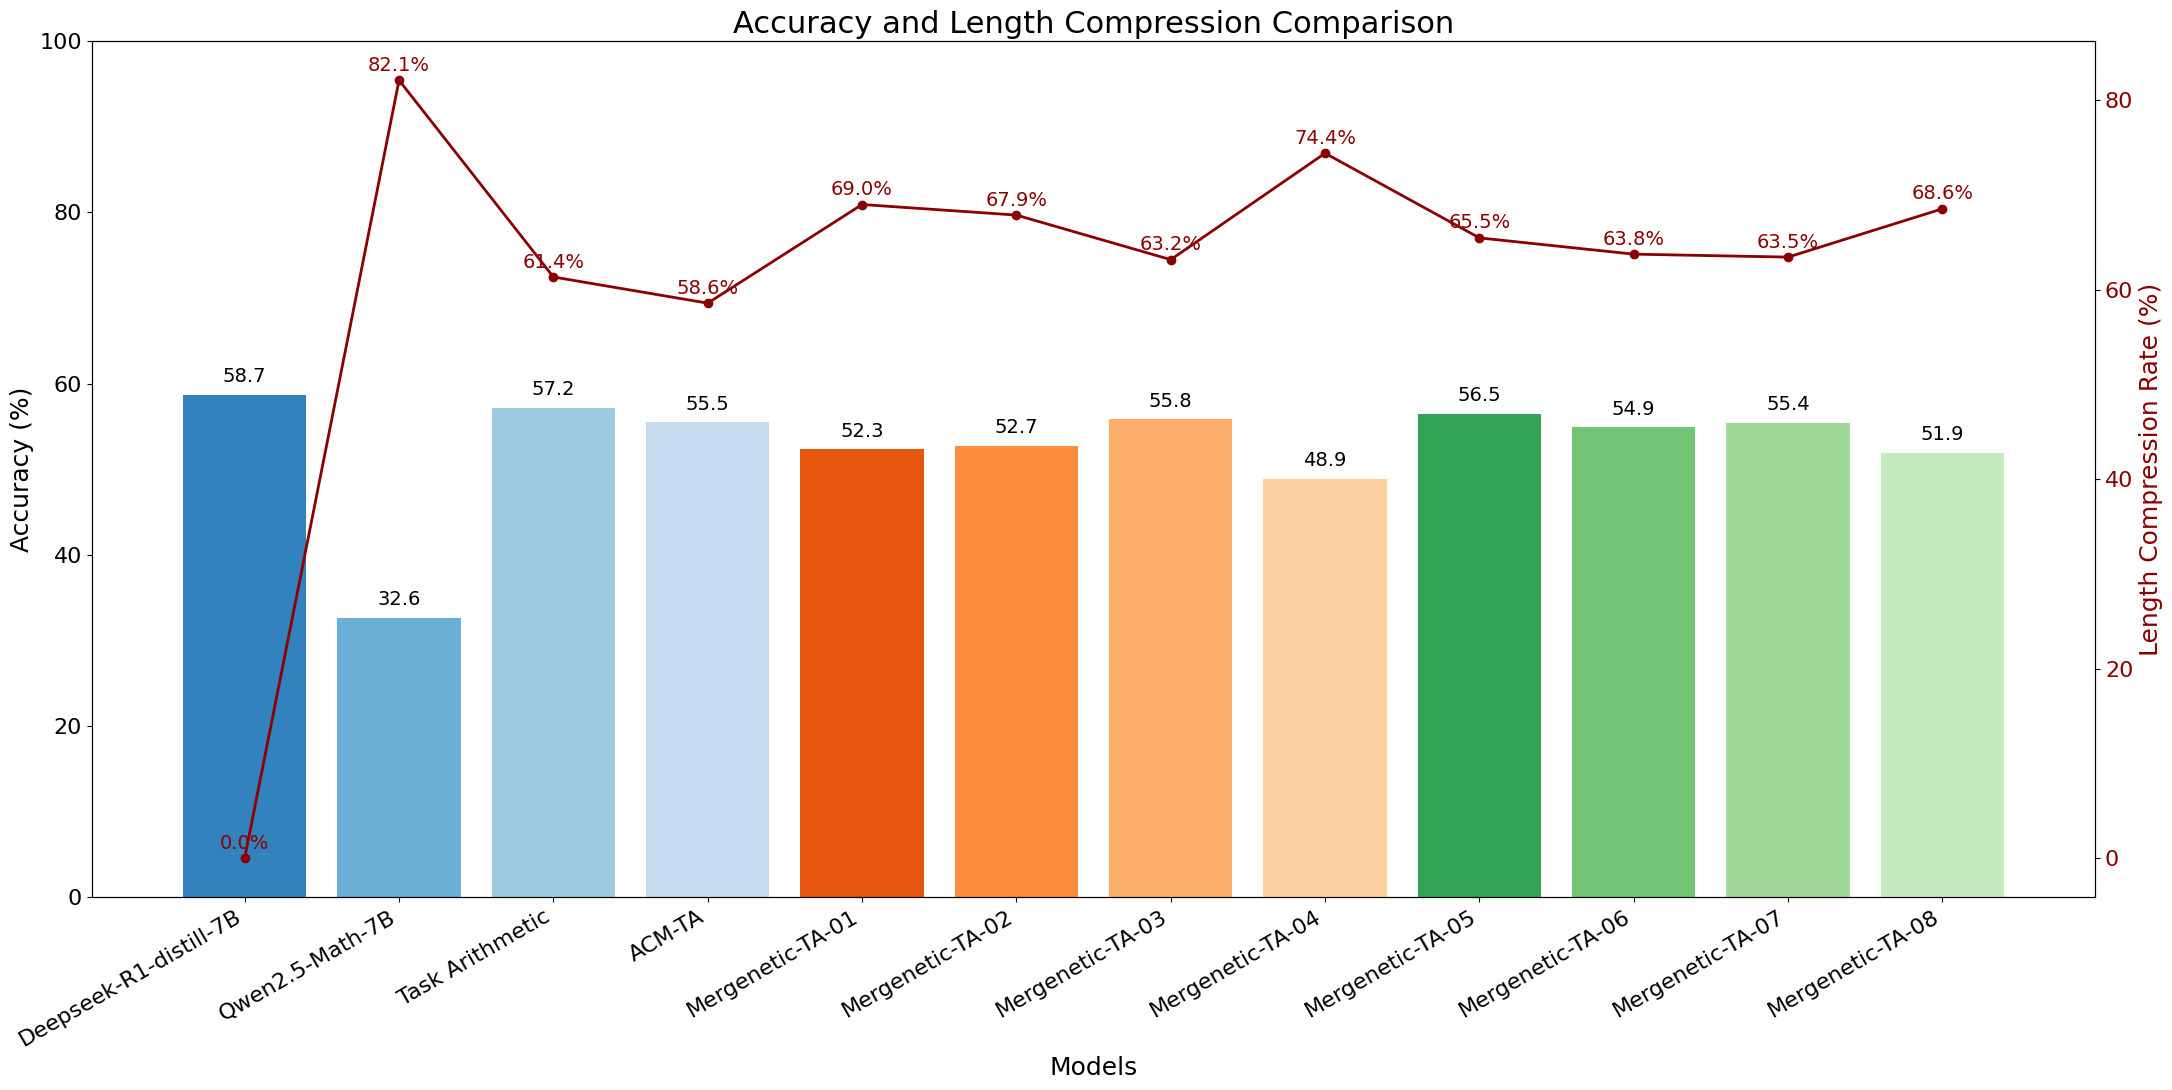 Accuracy and Length Compression Comparison
100
80
60
40
20
0
Accuracy (%)
80
60
40
20
0
Length Compression Rate (%)
82.1%
74.4%
69.0%
67.9%
68.6%
65.5%
63.2%
63.8%
63.5%
61.4%
58.6%
0.0%
58.7
32.6
57.2
55.5
52.3
52.7
55.8
48.9
56.5
54.9
55.4
51.9
Deepseek-R1-distill-7B
Qwen2.5-Math-7B
Task Arithmetic
ACM-TA
Mergenetic-TA-01
Mergenetic-TA-02
Mergenetic-TA-03
Mergenetic-TA-04
Mergenetic-TA-05
Mergenetic-TA-06
Mergenetic-TA-07
Mergenetic-TA-08
Models